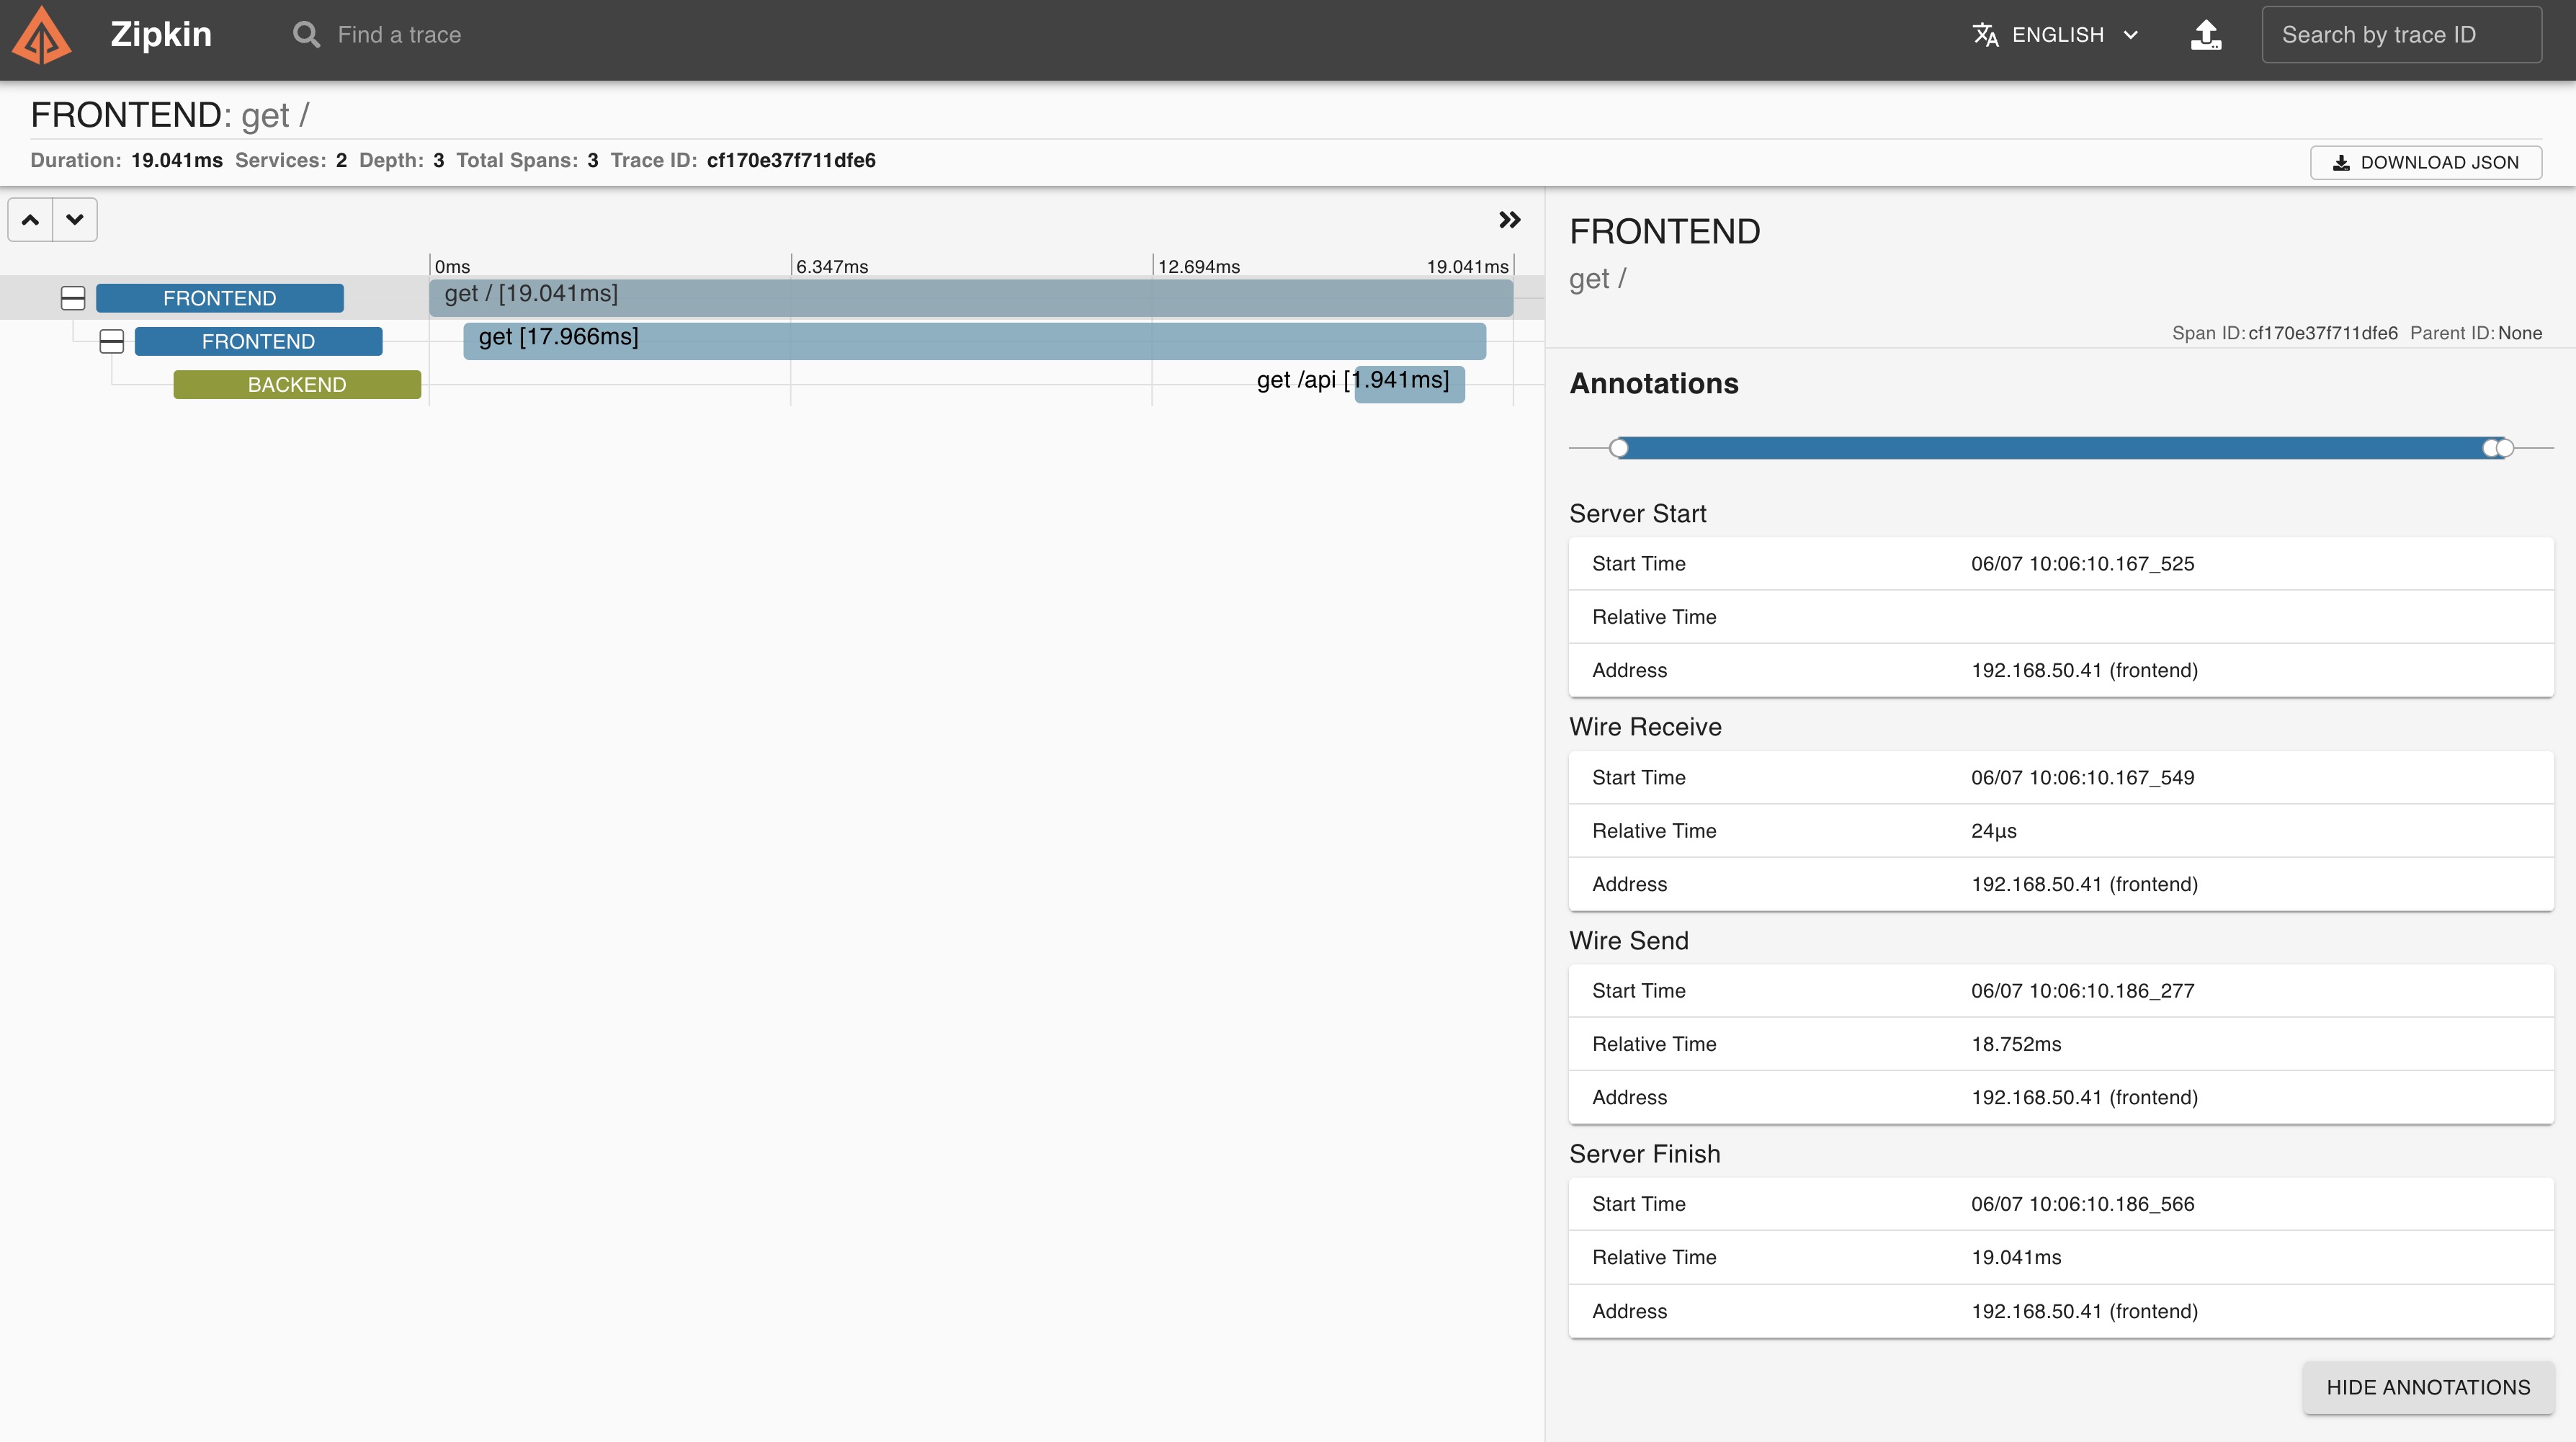 Zipkin
Find a trace
ENGLISH
Search by trace ID
FRONTEND: get /
Duration: 19.041ms Services: 2 Depth: 3 Total Spans: 3 Trace ID: cf170e37f711dfe6
DOWNLOAD JSON
0ms 6.347ms 12.694ms 19.041ms
FRONTEND get / [19.041ms]
FRONTEND get [17.966ms]
BACKEND get /api [1.941ms]
FRONTEND
get /
Span ID: cf170e37f711dfe6 Parent ID: None
Annotations
Server Start
Start Time 06/07 10:06:10.167_525
Relative Time
Address 192.168.50.41 (frontend)
Wire Receive
Start Time 06/07 10:06:10.167_549
Relative Time 24μs
Address 192.168.50.41 (frontend)
Wire Send
Start Time 06/07 10:06:10.186_277
Relative Time 18.752ms
Address 192.168.50.41 (frontend)
Server Finish
Start Time 06/07 10:06:10.186_566
Relative Time 19.041ms
Address 192.168.50.41 (frontend)
HIDE ANNOTATIONS